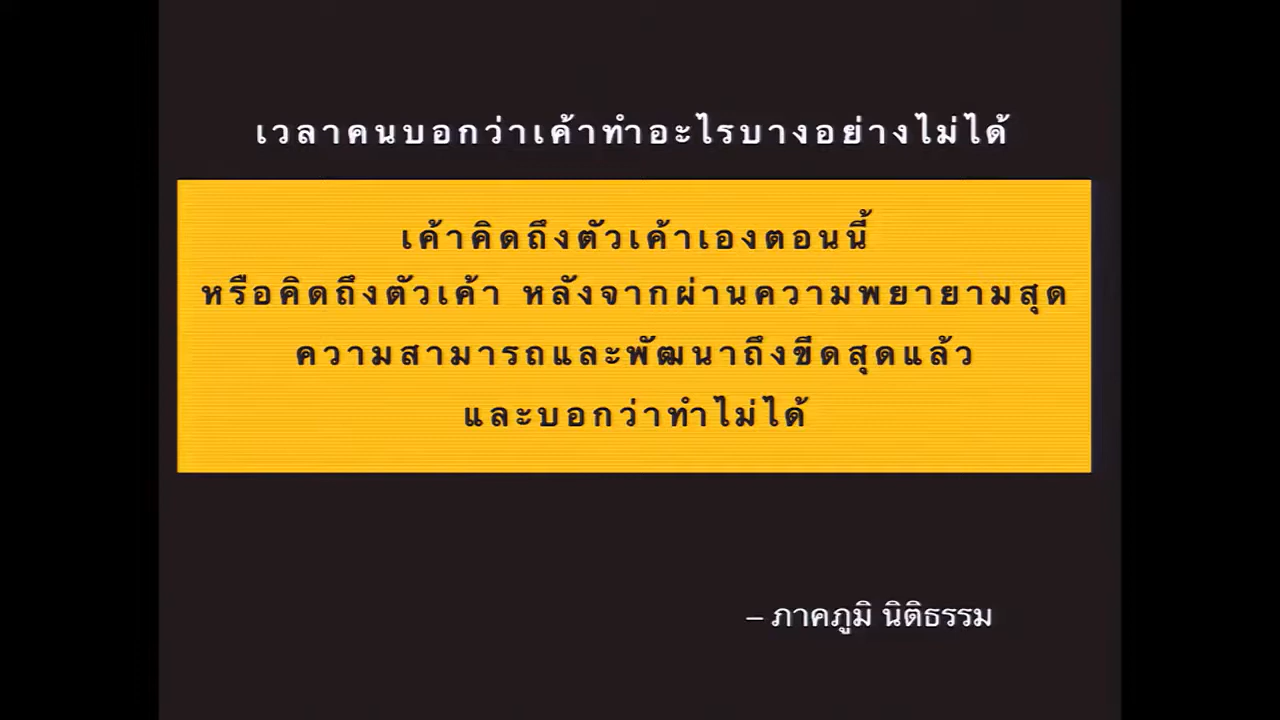 เวลาคนบอกว่าเค้าทำอะไรบางอย่างไม่ได้
เค้าคิดถึงตัวเค้าเองตอนนี้
หรือคิดถึงตัวเค้า หลังจากผ่านความพยายามสุด
ความสามารถและพัฒนาถึงขีดสุดแล้ว
และบอกว่าทำไม่ได้
– ภาคภูมิ นิติธรรม